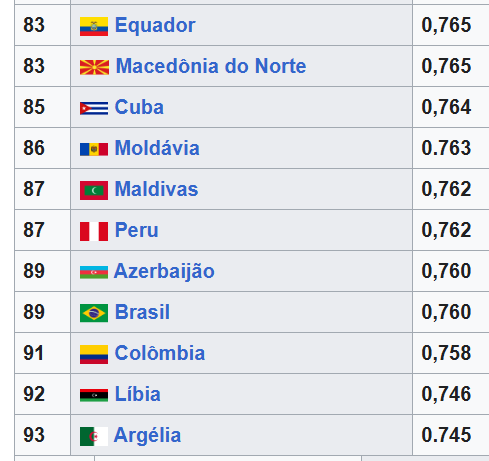 83 Equador 0,765
83 Macedônia do Norte 0,765
85 Cuba 0,764
86 Moldávia 0.763
87 Maldivas 0,762
87 Peru 0,762
89 Azerbaijão 0,760
89 Brasil 0,760
91 Colômbia 0,758
92 Líbia 0,746
93 Argélia 0.745